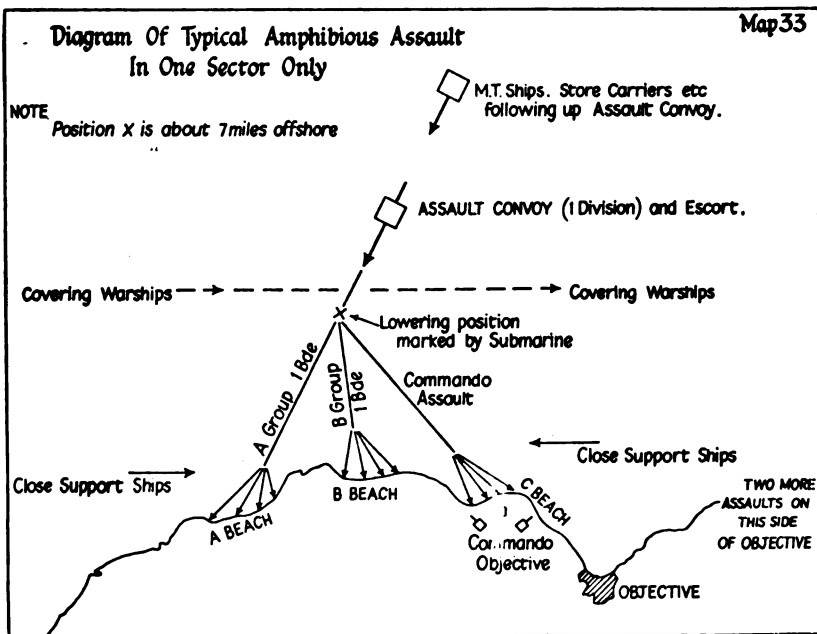 Map33
Diagram Of Typical Amphibious Assault
In One Sector Only
NOTE
Position X is about 7miles offshore
M.T. Ships. Store Carriers etc
following up Assault Convoy.
ASSAULT CONVOY (1 Division) and Escort.
Covering Warships
Covering Warships
X
Lowering position
marked by Submarine
A Group 1 Bde
B Group
1 Bde
Commando
Assault
Close Support Ships
Close Support Ships
A BEACH
B BEACH
C BEACH
Commando
Objective
TWO MORE
ASSAULTS ON
THIS SIDE
OF OBJECTIVE
OBJECTIVE